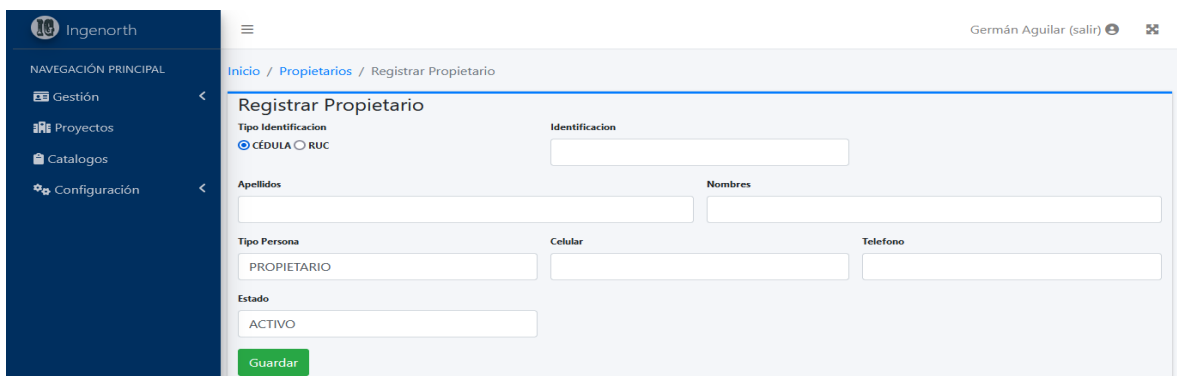 IG Ingenorth
Germán Aguilar (salir)
NAVEGACIÓN PRINCIPAL
Gestión
Proyectos
Catalogos
Configuración
Inicio / Propietarios / Registrar Propietario
Registrar Propietario
Tipo Identificacion
CÉDULA RUC
Identificacion
Apellidos
Nombres
Tipo Persona
PROPIETARIO
Celular
Telefono
Estado
ACTIVO
Guardar